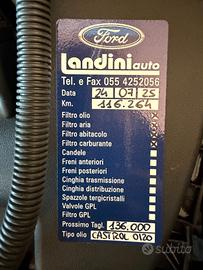 Ford
Landini auto
Tel. e Fax 055 4252056
Data 24 07 25
Km. 116.264
Filtro olio
Filtro aria
Filtro abitacolo
Filtro carburante
Candele
Freni anteriori
Freni posteriori
Cinghia trasmissione
Cinghia distribuzione
Spazzole tergicristalli
Valvole GPL
Filtro GPL
Prossimo Tagl. 136.000
Tipo olio CASTROL 0W20
subito